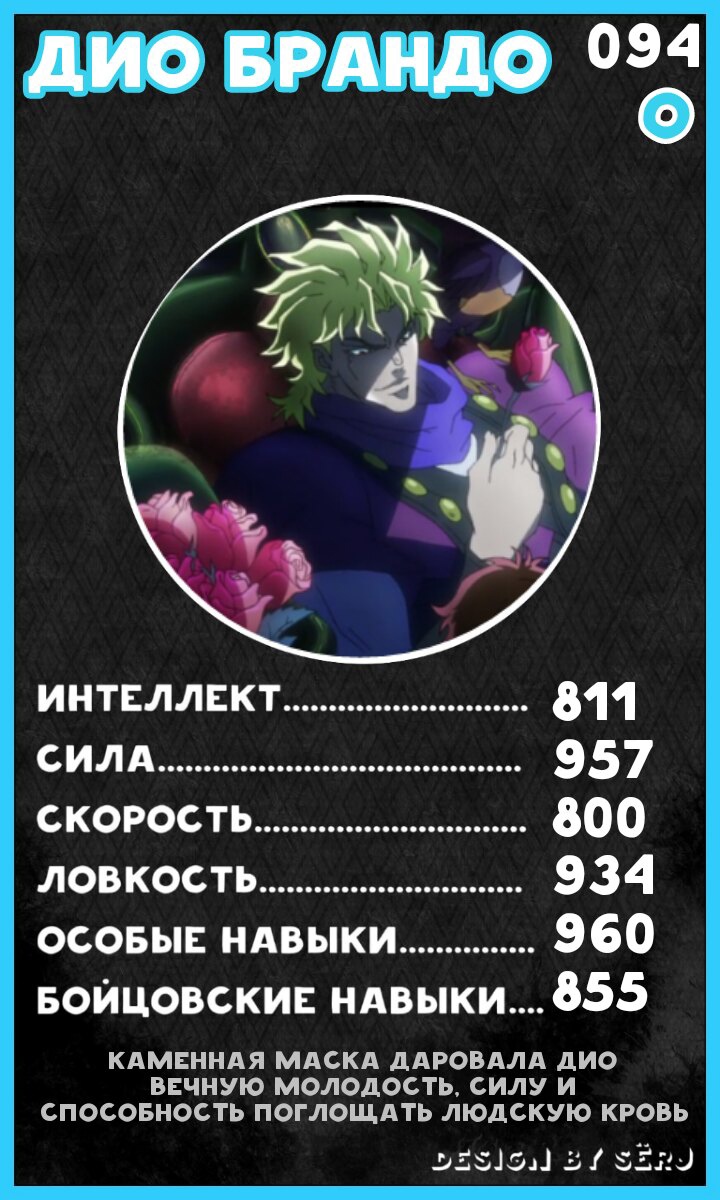 ДИО БРАНДО 094
O
ИНТЕЛЛЕКТ........................... 811
СИЛА........................................ 957
СКОРОСТЬ.............................. 800
ЛОВКОСТЬ............................. 934
ОСОБЫЕ НАВЫКИ............... 960
БОЙЦОВСКИЕ НАВЫКИ.... 855
КАМЕННАЯ МАСКА ДАРОВАЛА ДИО
ВЕЧНУЮ МОЛОДОСТЬ, СИЛУ И
СПОСОБНОСТЬ ПОГЛОЩАТЬ ЛЮДСКУЮ КРОВЬ
DESIGN BY SЁRJ